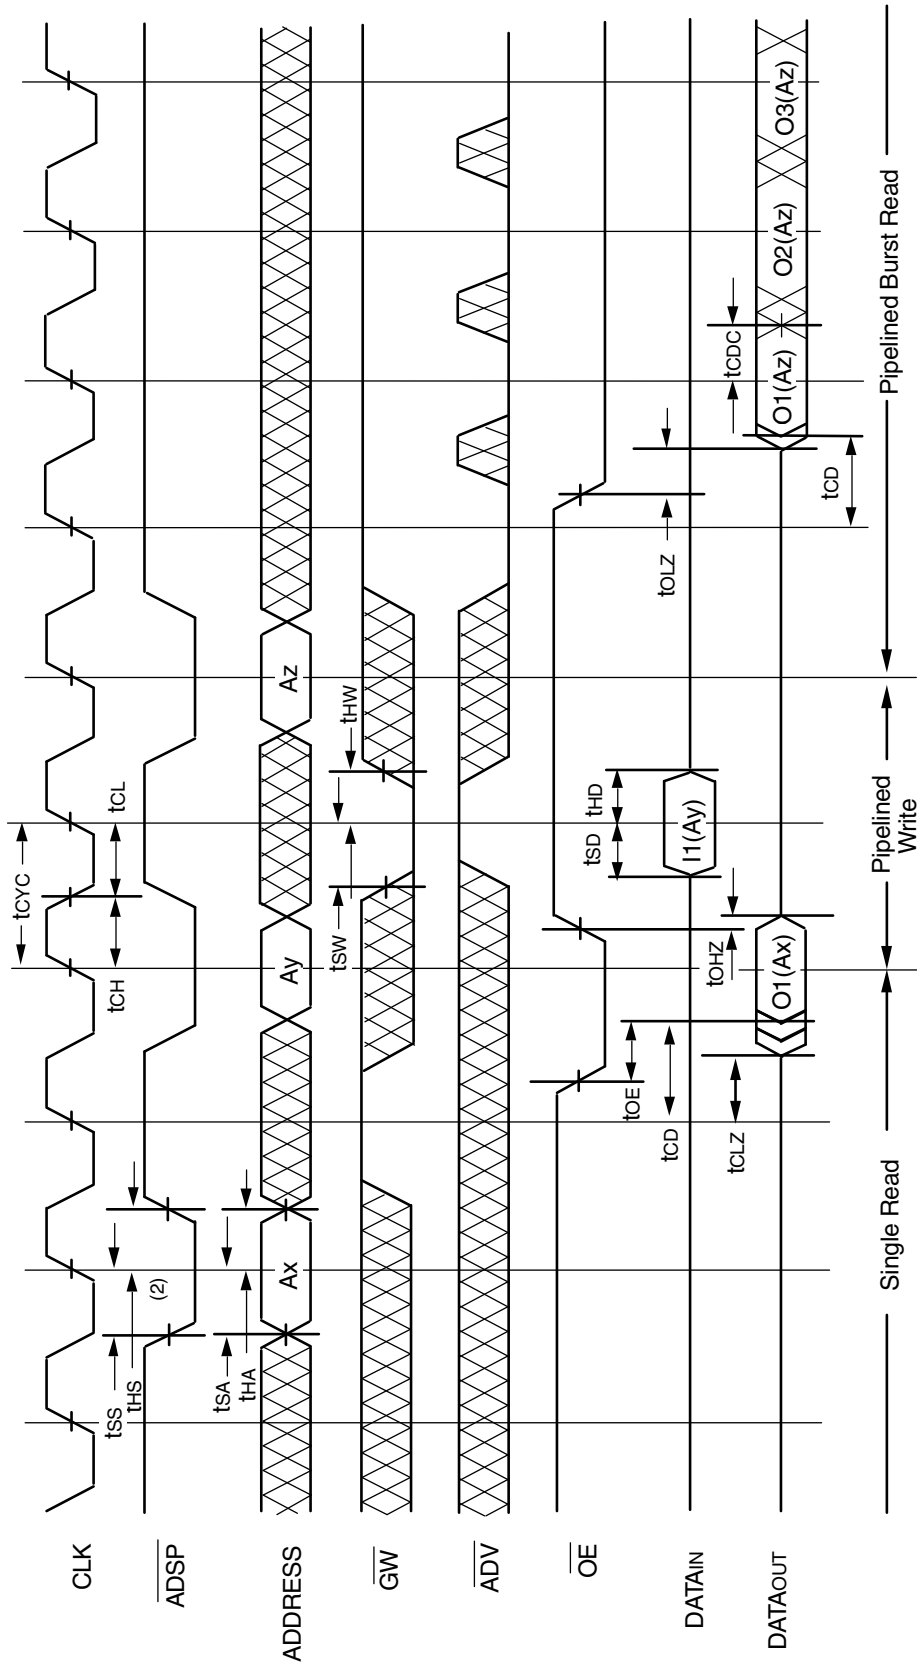 CLK
tCYC
tCH
tCL
tSS
tHS
(2)
ADSP
tSA
tHA
ADDRESS
Ax
Ay
Az
tSW
tHW
GW
ADV
OE
tOE
tOHZ
tSD
tHD
tOLZ
DATAIN
I1(Ay)
tCD
tCLZ
tCDC
tCD
DATAOUT
O1(Ax)
O1(Az)
O2(Az)
O3(Az)
Single Read
Pipelined
Write
Pipelined Burst Read